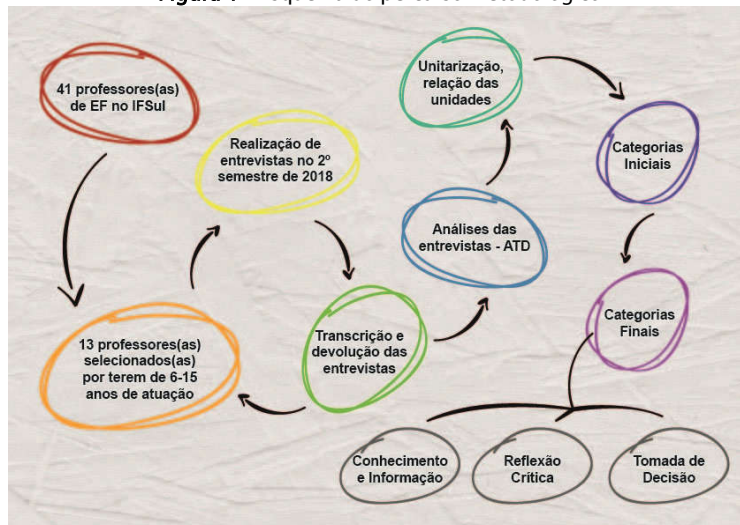 41 professores(as)
de EF no IFSul
13 professores(as)
selecionados(as)
por terem de 6-15
anos de atuação
Realização de
entrevistas no 2º
semestre de 2018
Transcrição e
devolução das
entrevistas
Análises das
entrevistas - ATD
Unitarização,
relação das
unidades
Categorias
Iniciais
Categorias
Finais
Conhecimento
e Informação
Reflexão
Crítica
Tomada de
Decisão